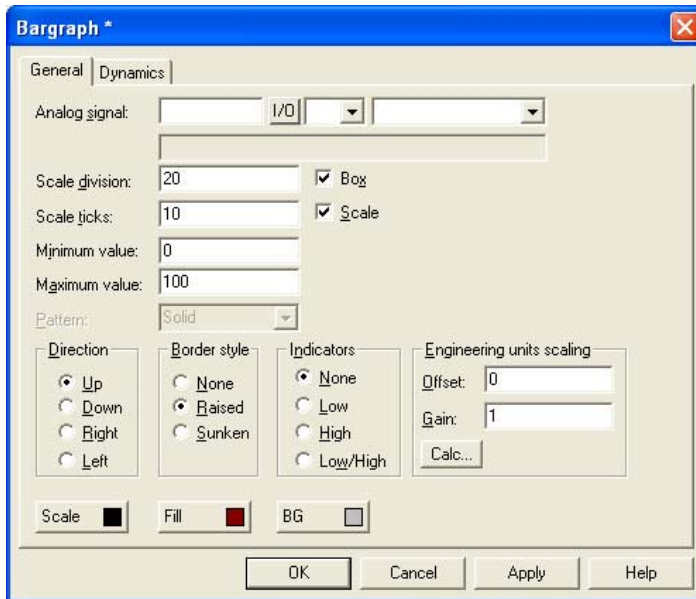 Bargraph *
General Dynamics
Analog signal: I/O
Scale division: 20 Box
Scale ticks: 10 Scale
Minimum value: 0
Maximum value: 100
Pattern: Solid
Direction Border style Indicators Engineering units scaling
Up None None Offset: 0
Down Raised Low Gain: 1
Right Sunken High Calc...
Left Low/High
Scale Fill BG
OK Cancel Apply Help